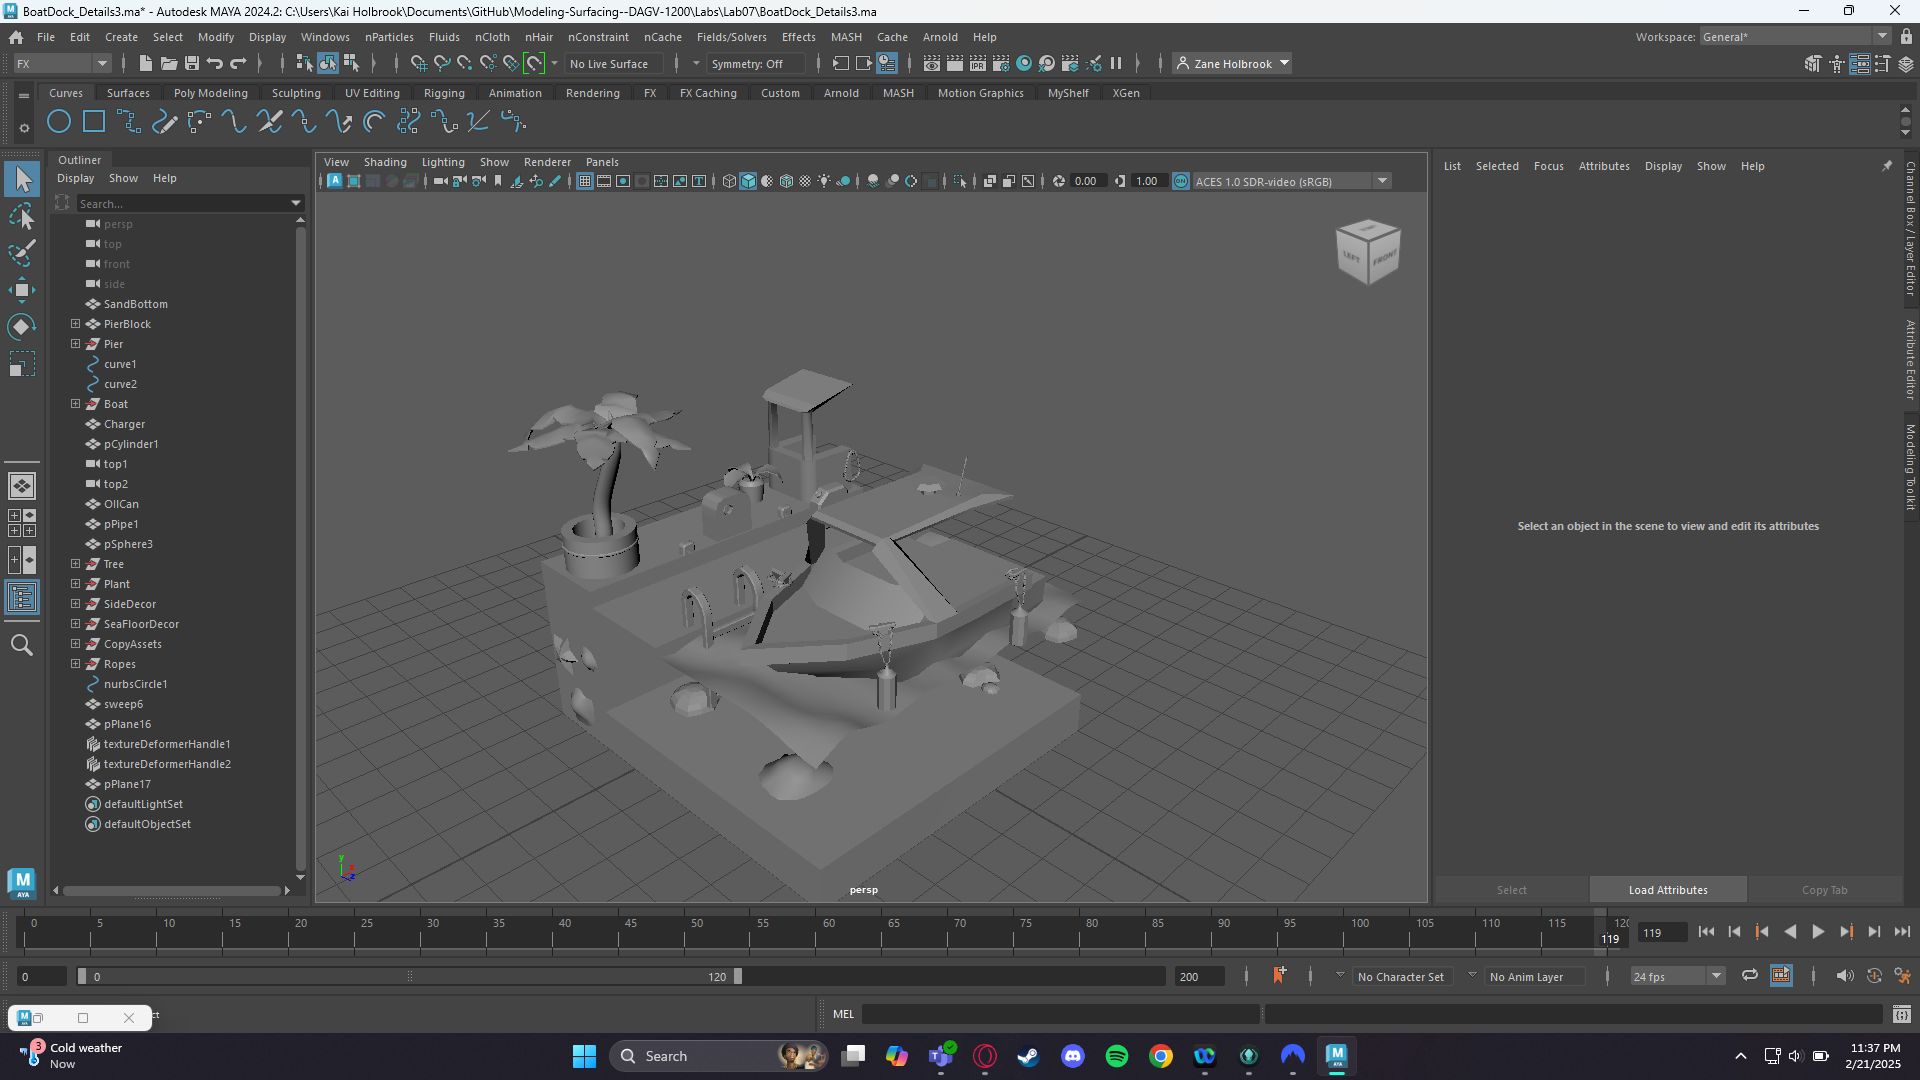 BoatDock_Details3.ma* - Autodesk MAYA 2024.2: C:\Users\Kai Holbrook\Documents\GitHub\Modeling-Surfacing--DAGV-1200\Labs\Lab07\BoatDock_Details3.ma
File Edit Create Select Modify Display Windows nParticles Fluids nCloth nHair nConstraint nCache Fields/Solvers Effects MASH Cache Arnold Help
Workspace: General*
FX
No Live Surface
Symmetry: Off
Zane Holbrook
Curves Surfaces Poly Modeling Sculpting UV Editing Rigging Animation Rendering FX FX Caching Custom Arnold MASH Motion Graphics MyShelf XGen
Outliner
Display Show Help
Search...
persp
top
front
side
SandBottom
PierBlock
Pier
curve1
curve2
Boat
Charger
pCylinder1
top1
top2
OIlCan
pPipe1
pSphere3
Tree
Plant
SideDecor
SeaFloorDecor
CopyAssets
Ropes
nurbsCircle1
sweep6
pPlane16
textureDeformerHandle1
textureDeformerHandle2
pPlane17
defaultLightSet
defaultObjectSet
View Shading Lighting Show Renderer Panels
0.00
1.00
ACES 1.0 SDR-video (sRGB)
LEFT FRONT
y
z
persp
List Selected Focus Attributes Display Show Help
Select an object in the scene to view and edit its attributes
Select Load Attributes Copy Tab
Channel Box / Layer Editor
Attribute Editor
Modeling Toolkit
0 5 10 15 20 25 30 35 40 45 50 55 60 65 70 75 80 85 90 95 100 105 110 115 120
119
119
0
0
120
200
No Character Set
No Anim Layer
24 fps
MEL
M
AYA
3
Cold weather
Now
Search
11:37 PM
2/21/2025